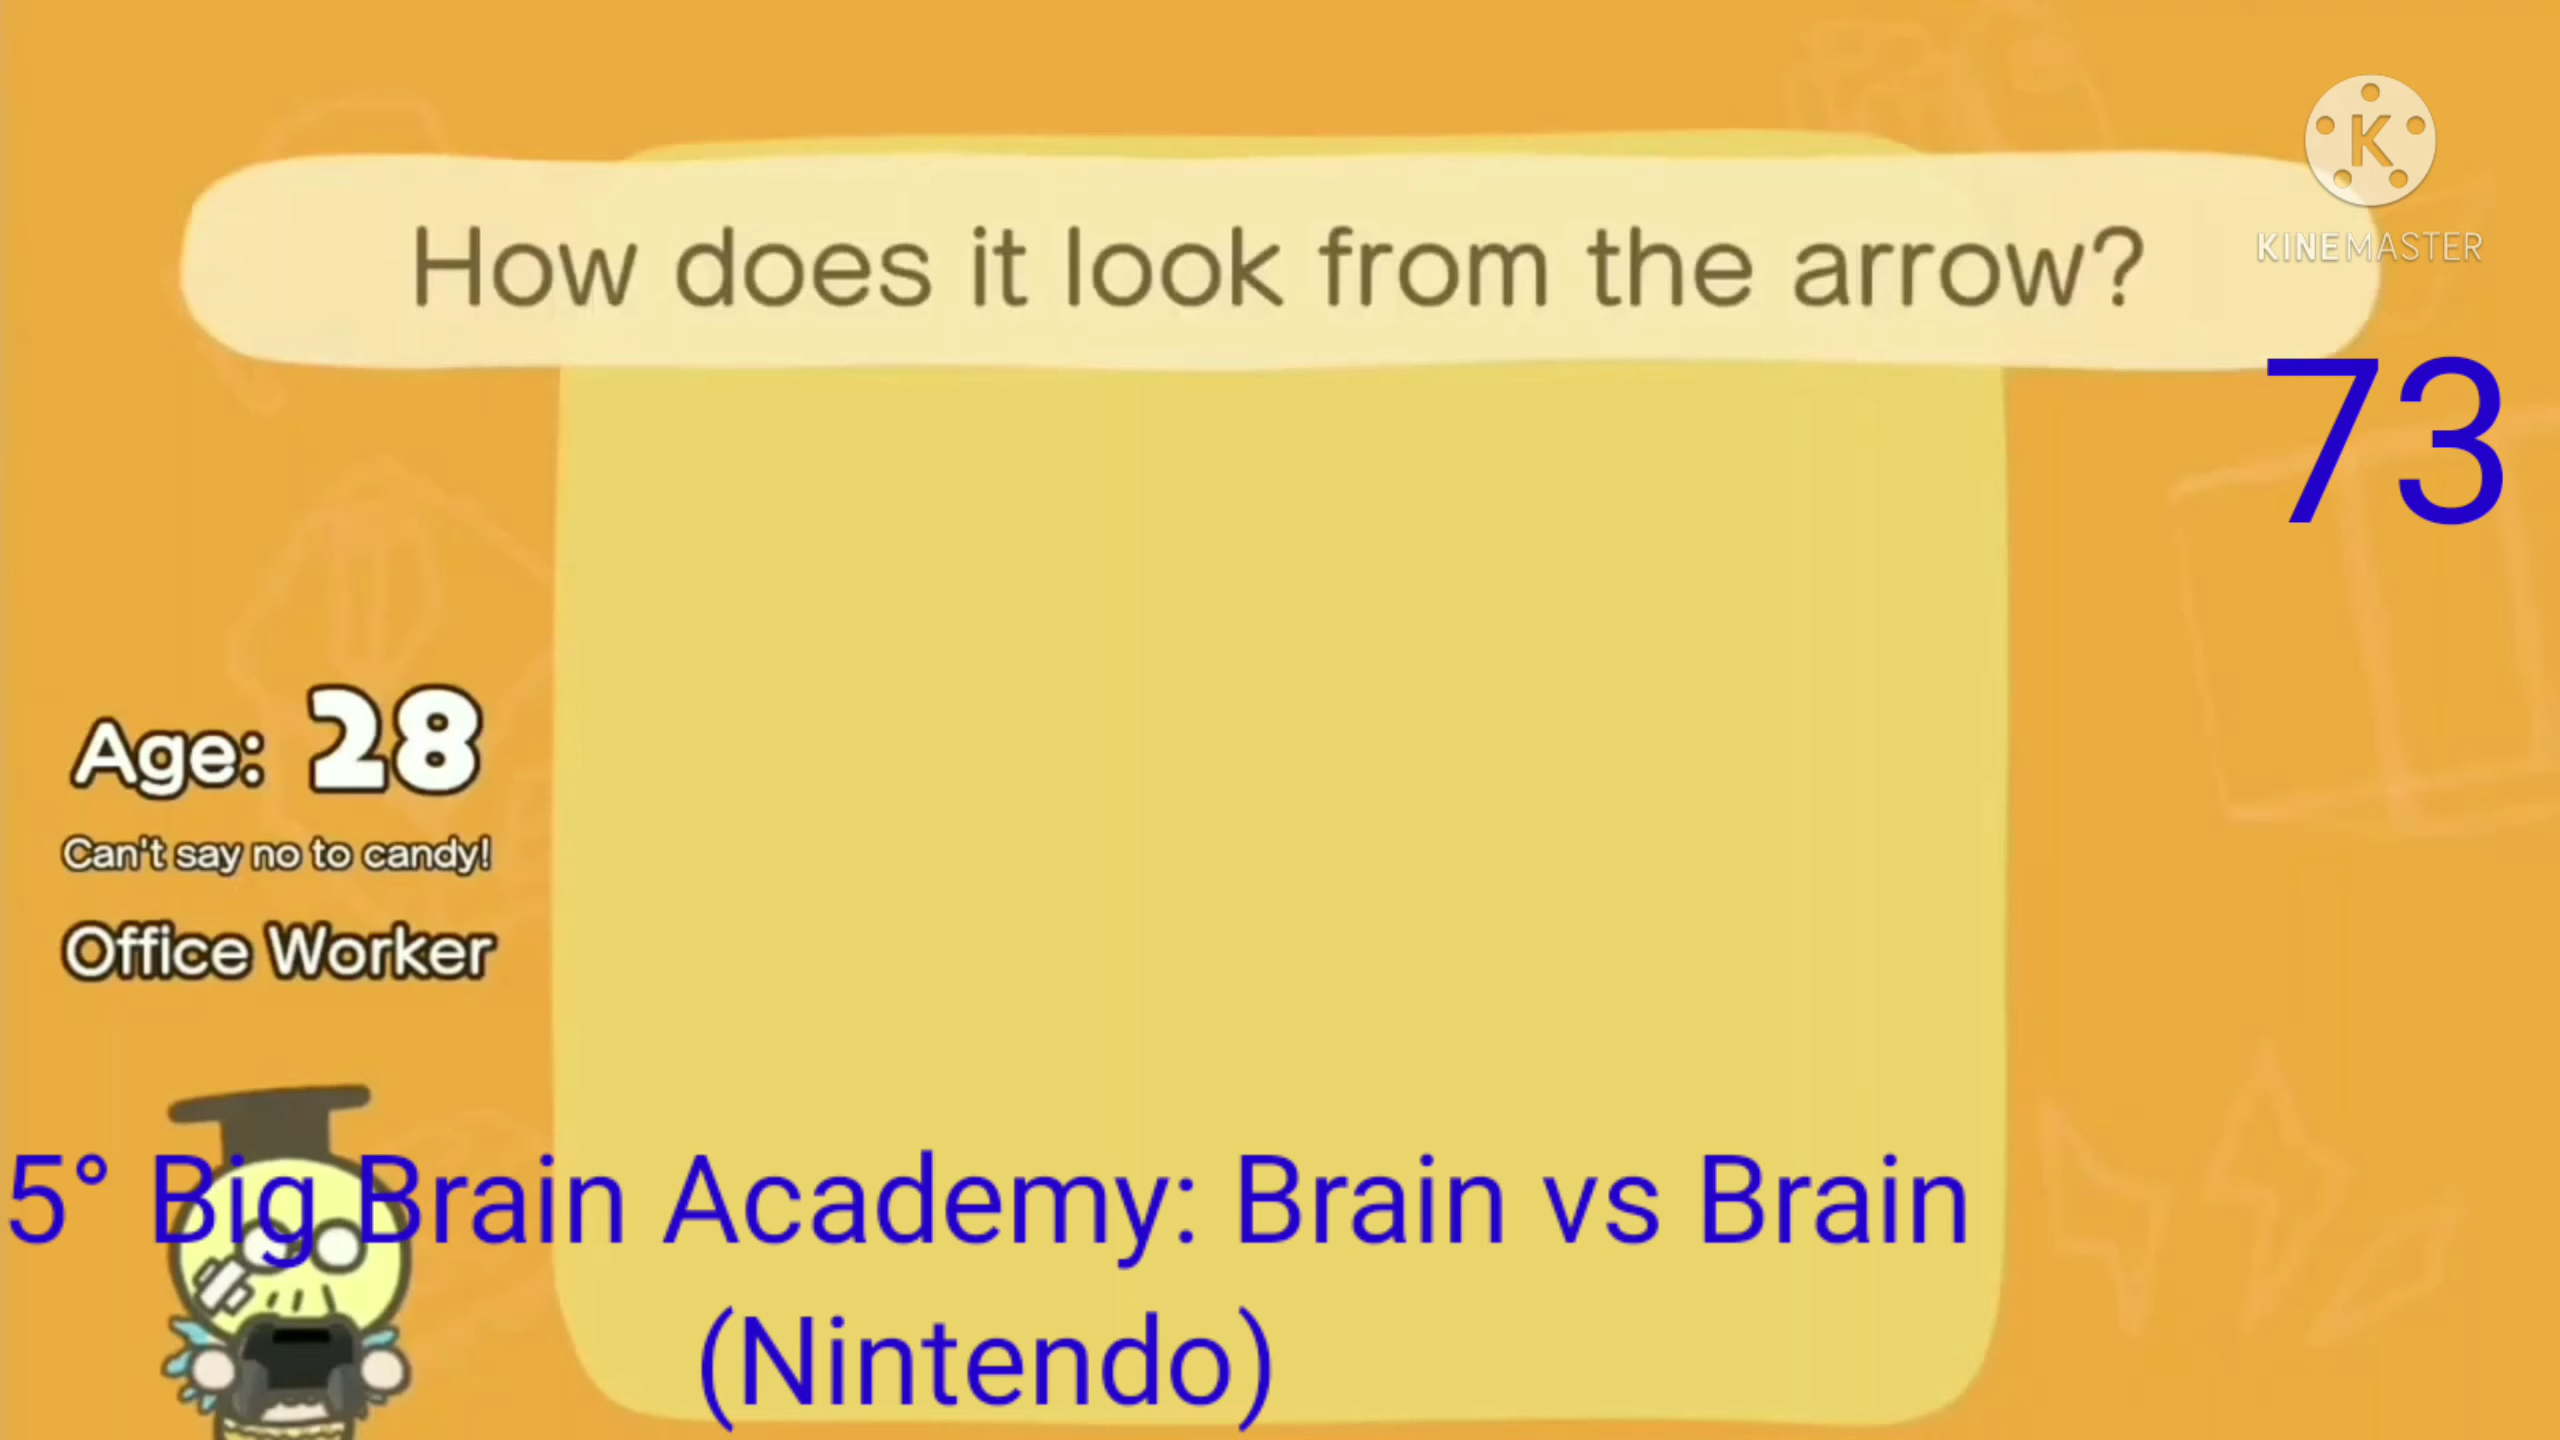 K
KINEMASTER
How does it look from the arrow?
73
Age: 28
Can't say no to candy!
Office Worker
5° Big Brain Academy: Brain vs Brain
(Nintendo)